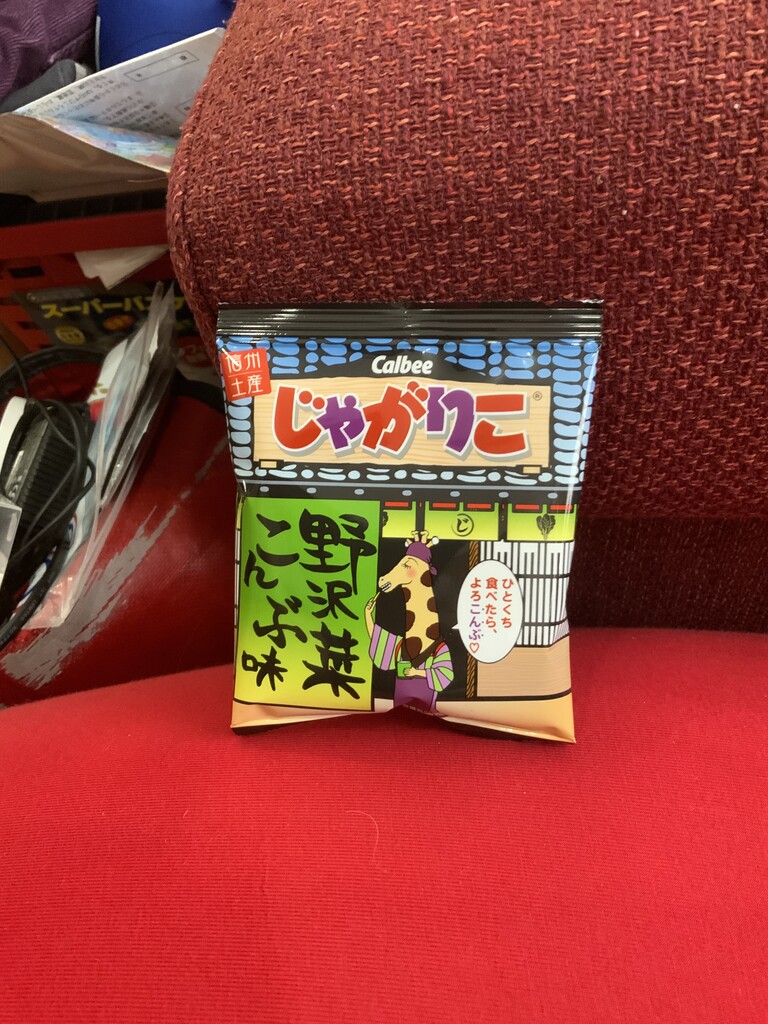 スーパーバ
信州
土産
Calbee
じゃがりこ
®
じ
野沢菜
こんぶ味
ひとくち
食べたら、
よろこんぶ♡